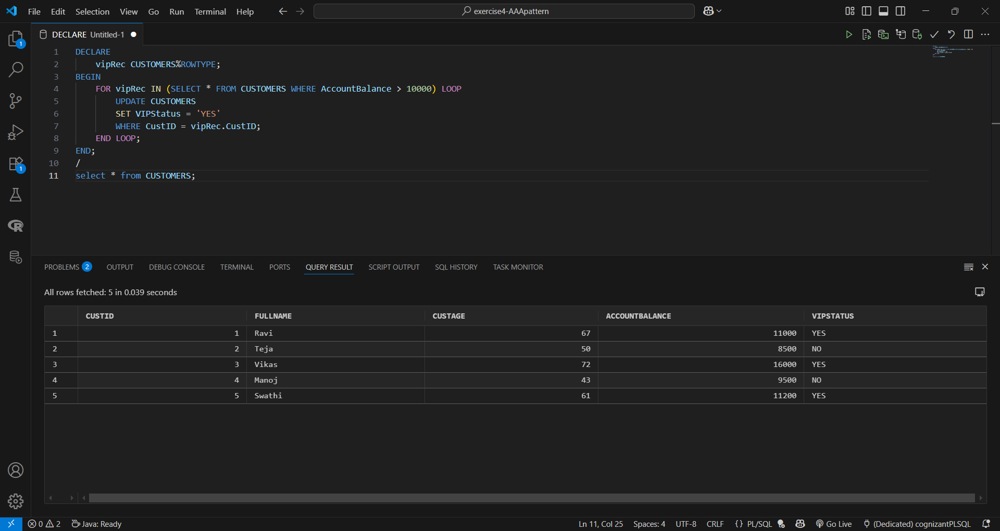 File Edit Selection View Go Run Terminal Help exercise4-AAApattern
DECLARE Untitled-1
1 DECLARE
2 vipRec CUSTOMERS%ROWTYPE;
3 BEGIN
4 FOR vipRec IN (SELECT * FROM CUSTOMERS WHERE AccountBalance > 10000) LOOP
5 UPDATE CUSTOMERS
6 SET VIPStatus = 'YES'
7 WHERE CustID = vipRec.CustID;
8 END LOOP;
9 END;
10 /
11 select * from CUSTOMERS;
1
1
PROBLEMS 2 OUTPUT DEBUG CONSOLE TERMINAL PORTS QUERY RESULT SCRIPT OUTPUT SQL HISTORY TASK MONITOR
All rows fetched: 5 in 0.039 seconds
CUSTID FULLNAME CUSTAGE ACCOUNTBALANCE VIPSTATUS
1 1 Ravi 67 11000 YES
2 2 Teja 50 8500 NO
3 3 Vikas 72 16000 YES
4 4 Manoj 43 9500 NO
5 5 Swathi 61 11200 YES
0 2 Java: Ready Ln 11, Col 25 Spaces: 4 UTF-8 CRLF {} PL/SQL Go Live (Dedicated) cognizantPLSQL